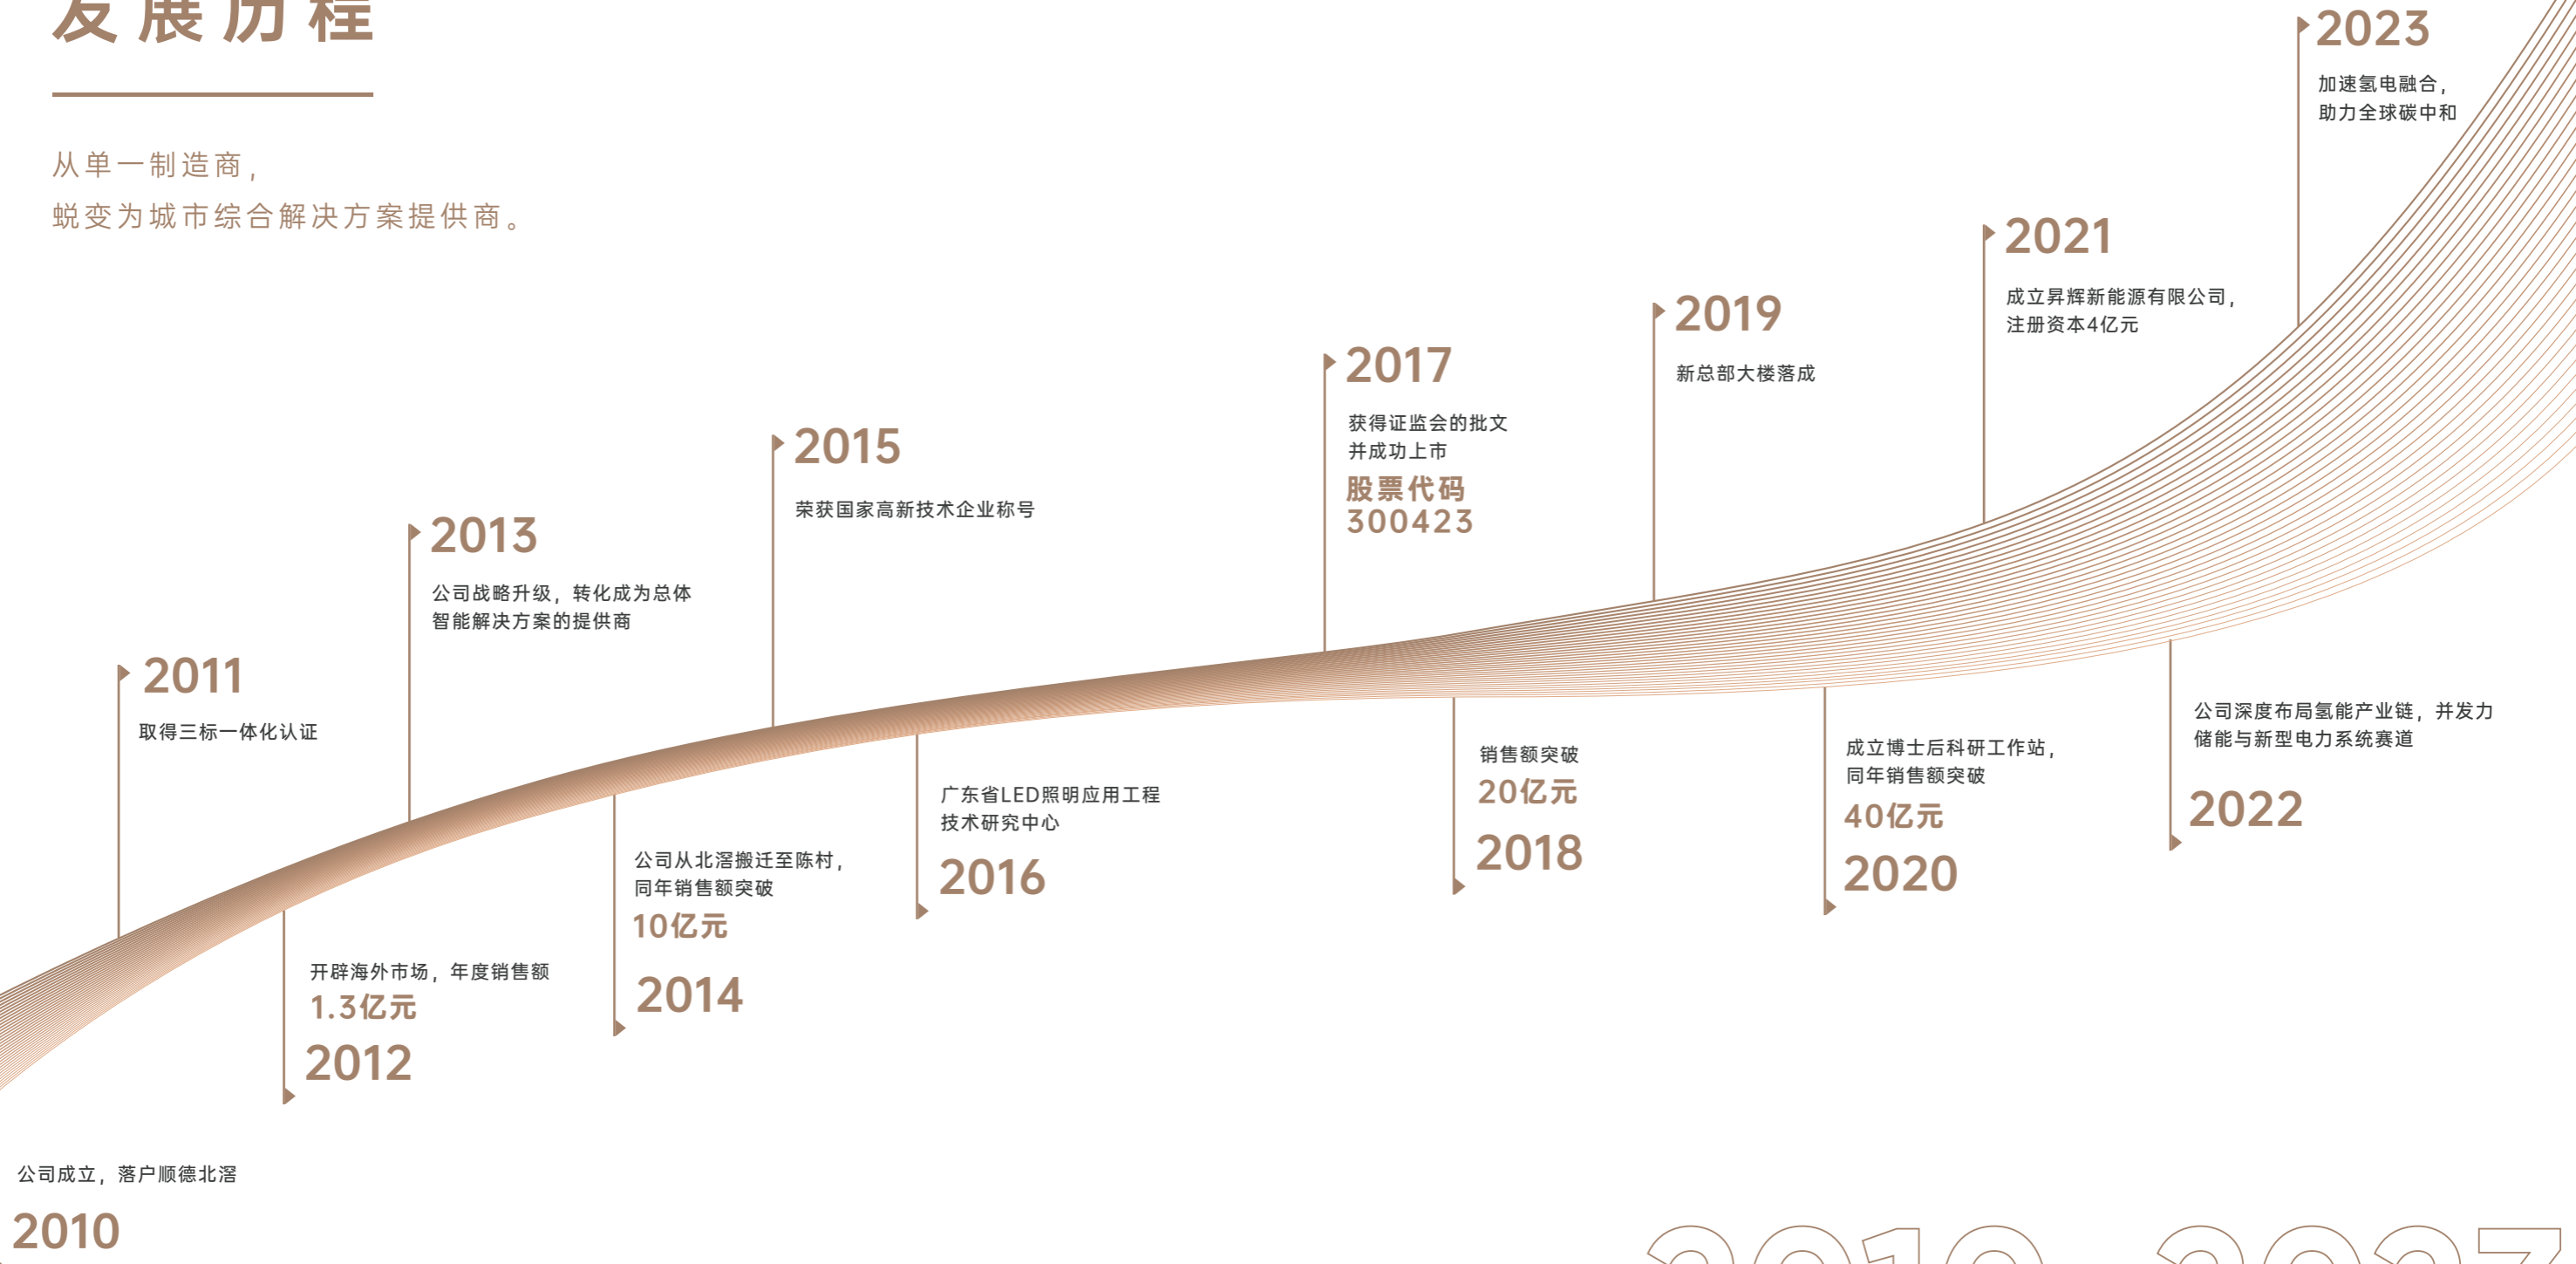 发展历程
从单一制造商，
蜕变为城市综合解决方案提供商。
公司成立，落户顺德北滘
2010
2011
取得三标一体化认证
开辟海外市场，年度销售额
1.3亿元
2012
2013
公司战略升级，转化成为总体
智能解决方案的提供商
公司从北滘搬迁至陈村，
同年销售额突破
10亿元
2014
2015
荣获国家高新技术企业称号
广东省LED照明应用工程
技术研究中心
2016
2017
获得证监会的批文
并成功上市
股票代码
300423
销售额突破
20亿元
2018
2019
新总部大楼落成
成立博士后科研工作站，
同年销售额突破
40亿元
2020
2021
成立昇辉新能源有限公司，
注册资本4亿元
公司深度布局氢能产业链，并发力
储能与新型电力系统赛道
2022
2023
加速氢电融合，
助力全球碳中和